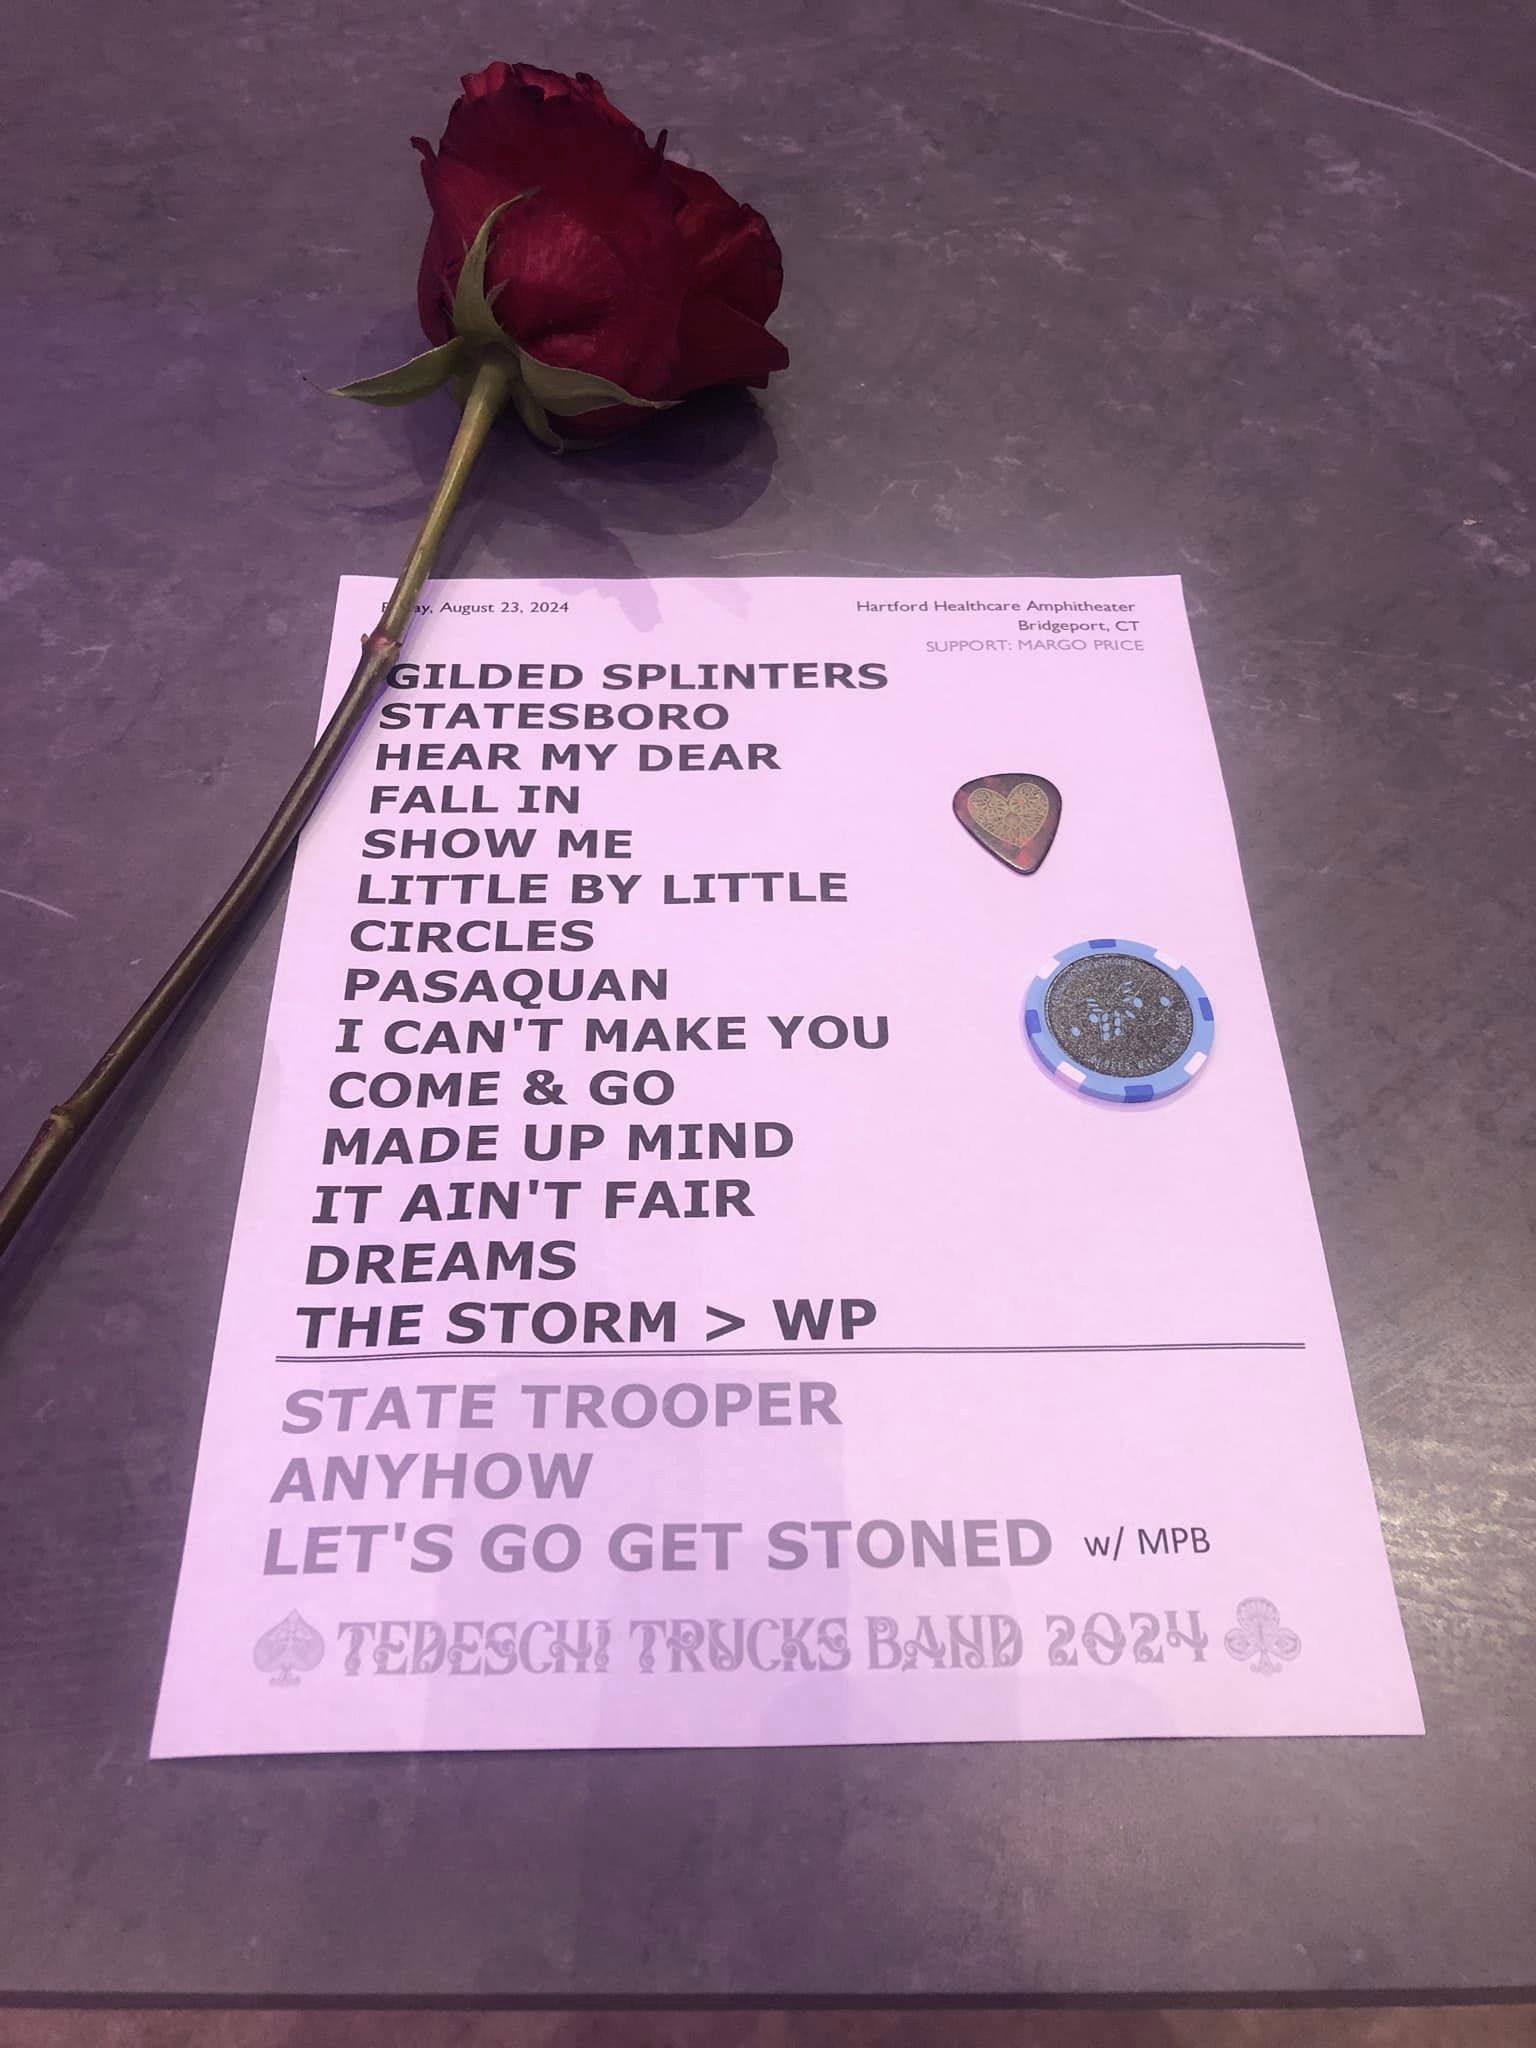 ay, August 23, 2024
Hartford Healthcare Amphitheater
Bridgeport, CT
SUPPORT: MARGO PRICE
GILDED SPLINTERS
STATESBORO
HEAR MY DEAR
FALL IN
SHOW ME
LITTLE BY LITTLE
CIRCLES
PASAQUAN
I CAN'T MAKE YOU
COME & GO
MADE UP MIND
IT AIN'T FAIR
DREAMS
THE STORM > WP
STATE TROOPER
ANYHOW
LET'S GO GET STONED w/ MPB
TEDESCHI TRUCKS BAND 2024